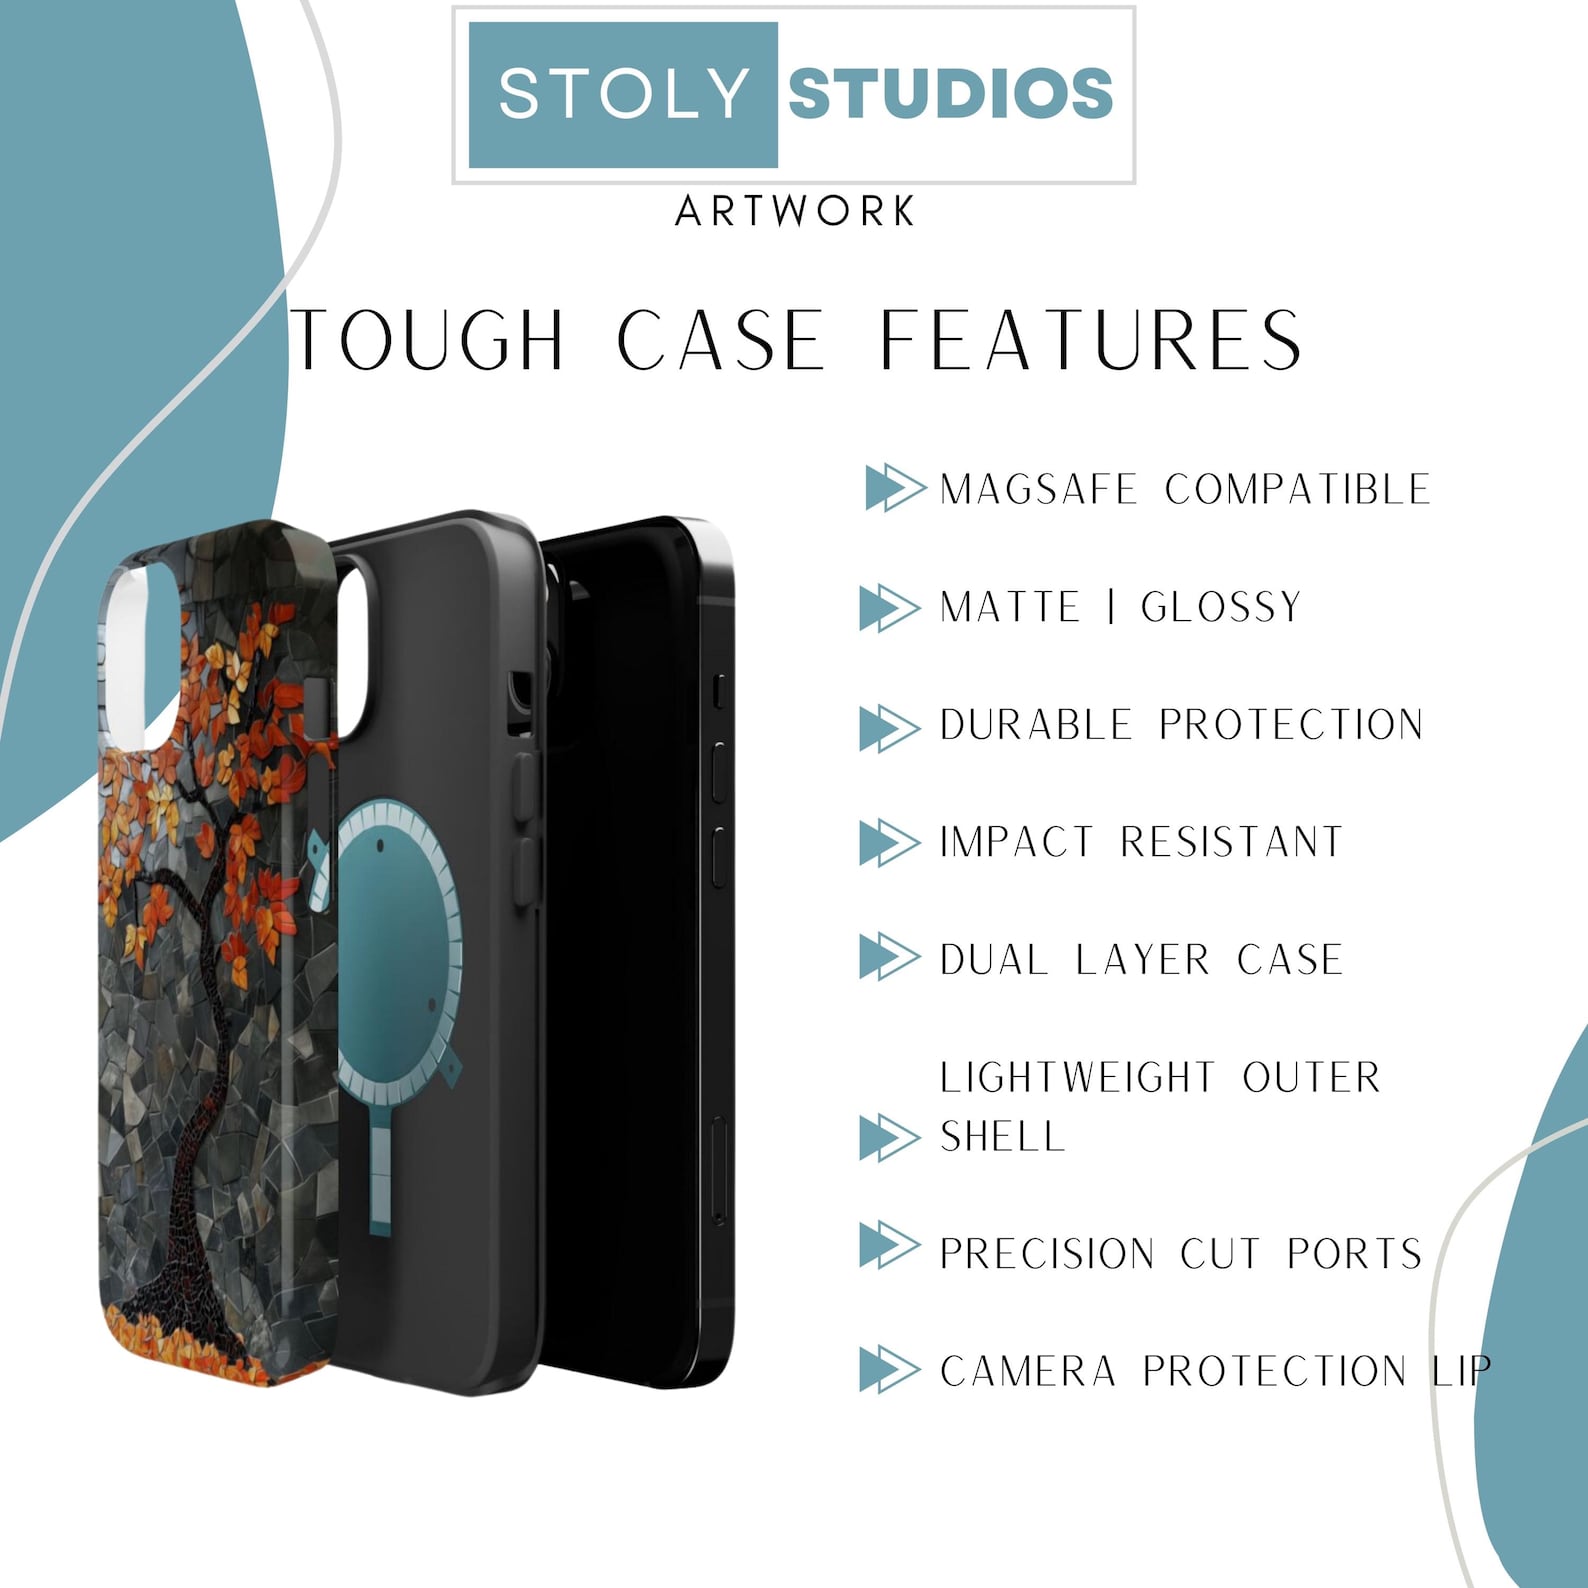 STOLY STUDIOS
ARTWORK
TOUGH CASE FEATURES
MAGSAFE COMPATIBLE
MATTE | GLOSSY
DURABLE PROTECTION
IMPACT RESISTANT
DUAL LAYER CASE
LIGHTWEIGHT OUTER
SHELL
PRECISION CUT PORTS
CAMERA PROTECTION LIP